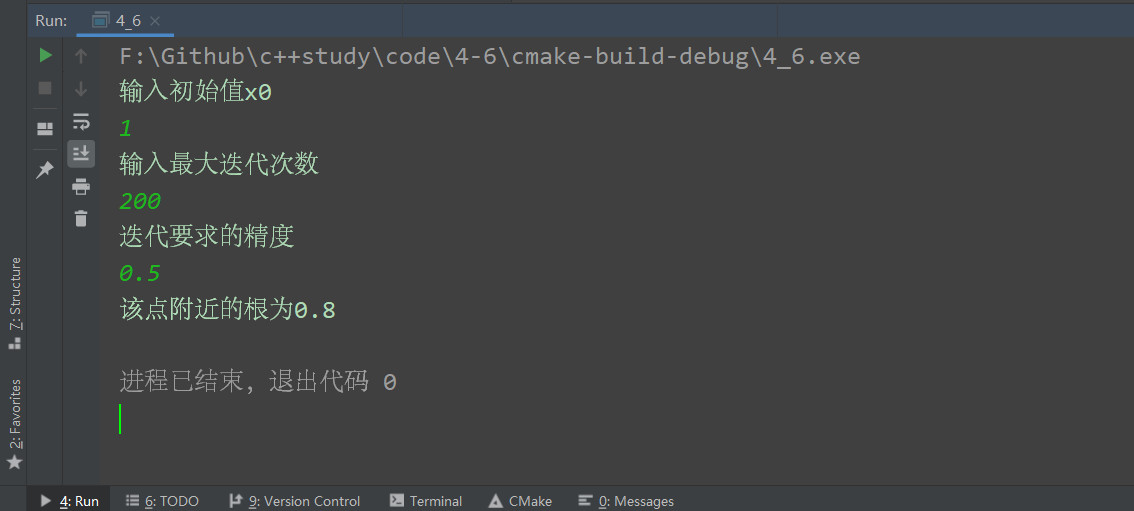 Run: 4_6
F:\Github\c++study\code\4-6\cmake-build-debug\4_6.exe
输入初始值x0
1
输入最大迭代次数
200
迭代要求的精度
0.5
该点附近的根为0.8
进程已结束, 退出代码 0
7: Structure
2: Favorites
4: Run 6: TODO 9: Version Control Terminal CMake 0: Messages